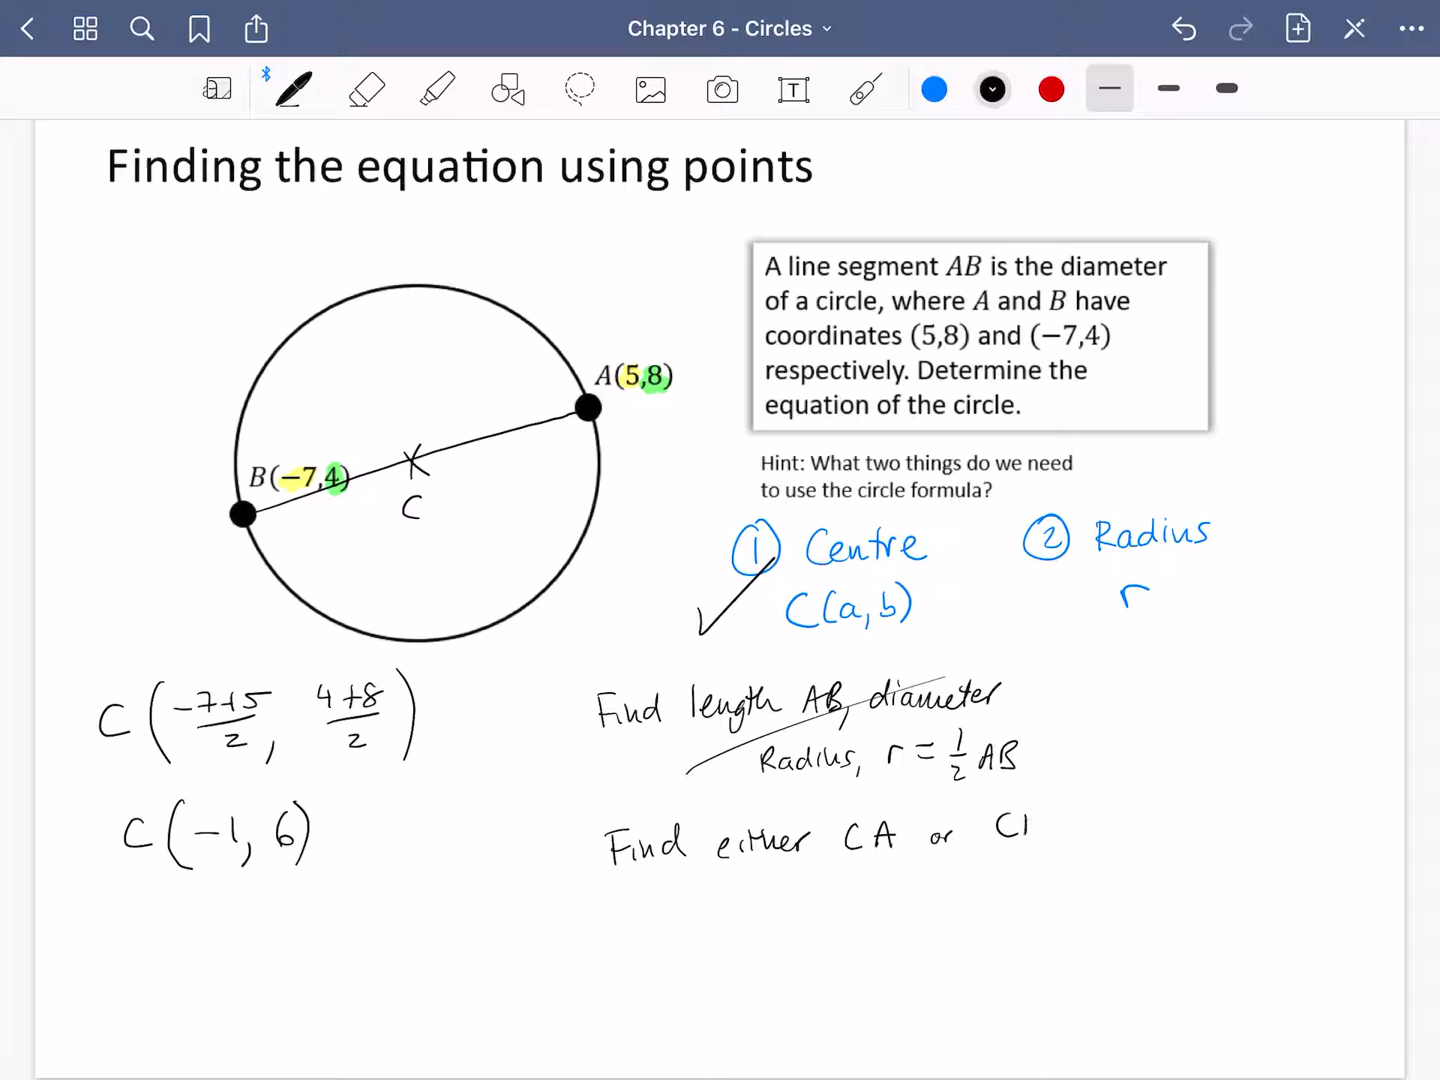 Chapter 6 - Circles
T
Finding the equation using points
A line segment AB is the diameter
of a circle, where A and B have
coordinates (5,8) and (−7,4)
respectively. Determine the
equation of the circle.
A(5,8)
B(−7,4)
C
Hint: What two things do we need
to use the circle formula?
① Centre
C(a, b)
② Radius
r
C(-7+5/2, 4+8/2)
C(-1, 6)
Find length AB, diameter
Radius, r = 1/2 AB
Find either CA or C